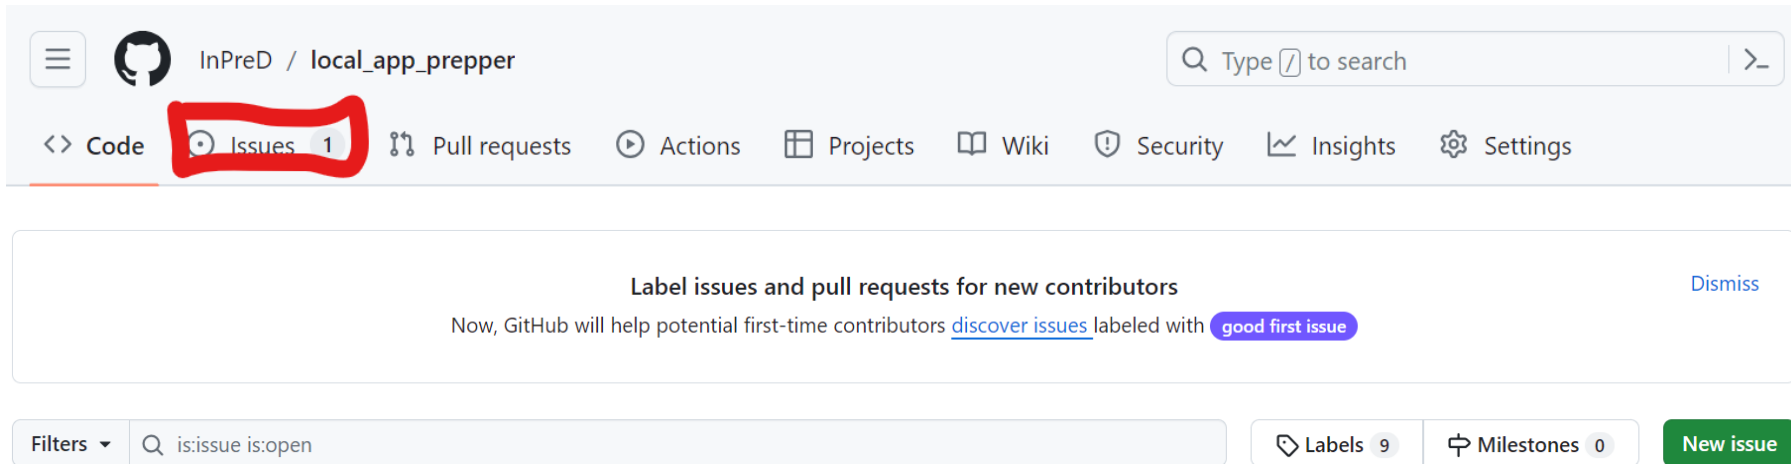 InPreD / local_app_prepper
Type / to search
Code Issues 1 Pull requests Actions Projects Wiki Security Insights Settings
Label issues and pull requests for new contributors
Dismiss
Now, GitHub will help potential first-time contributors discover issues labeled with good first issue
Filters is:issue is:open Labels 9 Milestones 0 New issue